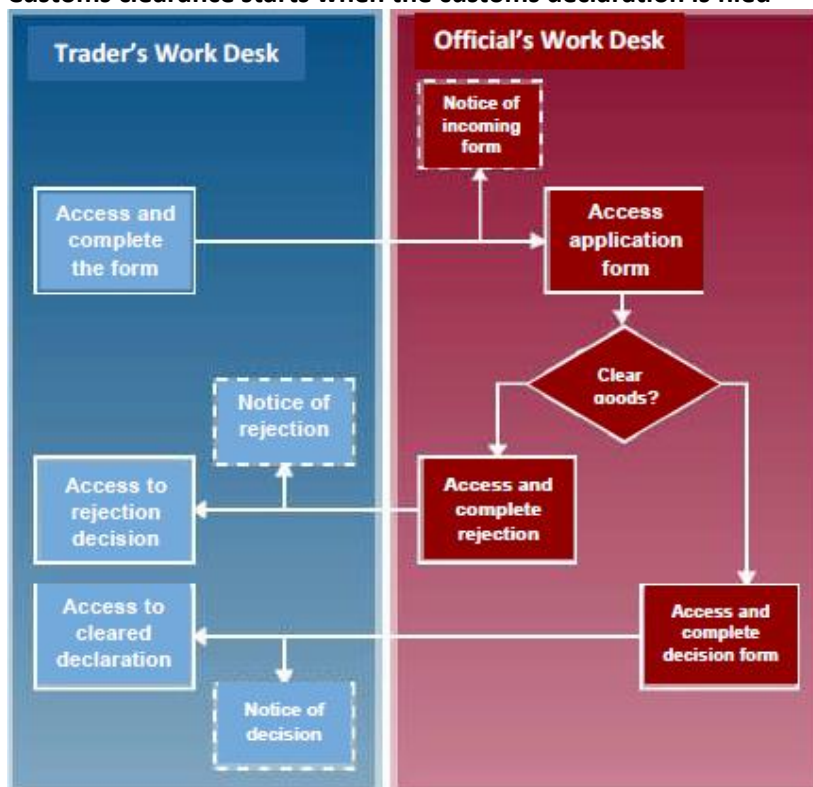 Customs clearance starts when the customs declaration is filed
Trader's Work Desk
Official's Work Desk
Notice of
incoming
form
Access and
complete
the form
Access
application
form
Clear
goods?
Notice of
rejection
Access to
rejection
decision
Access and
complete
rejection
Access to
cleared
declaration
Access and
complete
decision form
Notice of
decision